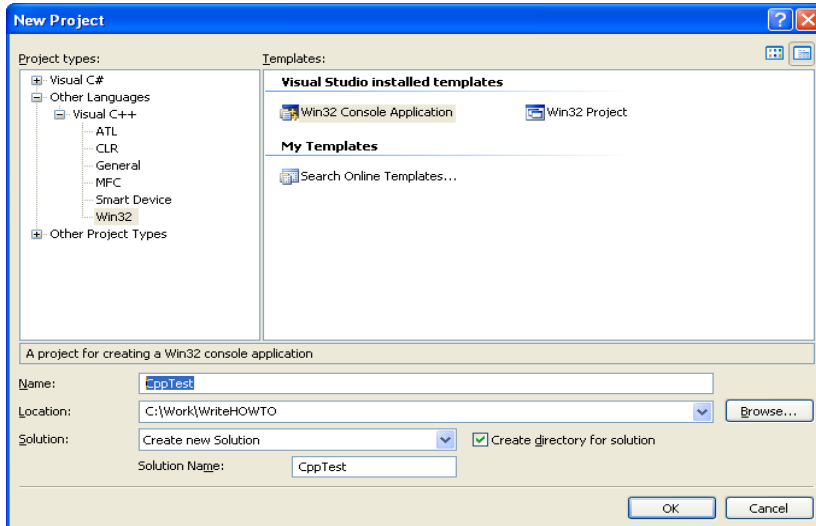 New Project
Project types:
Templates:
Visual C#
Other Languages
Visual C++
ATL
CLR
General
MFC
Smart Device
Win32
Other Project Types
Visual Studio installed templates
Win32 Console Application
Win32 Project
My Templates
Search Online Templates...
A project for creating a Win32 console application
Name: CppTest
Location: C:\Work\WriteHOWTO Browse...
Solution: Create new Solution Create directory for solution
Solution Name: CppTest
OK Cancel